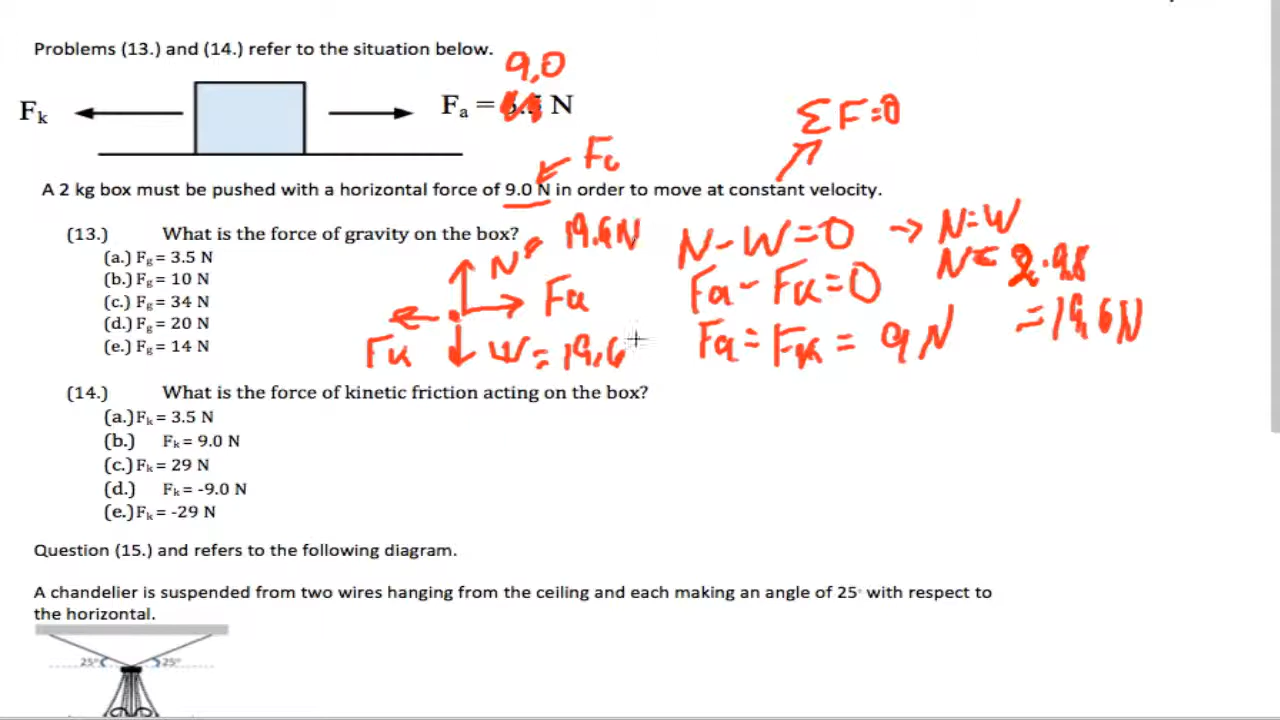 Problems (13.) and (14.) refer to the situation below.
9.0
Fk
Fa = N
ΣF=0
A 2 kg box must be pushed with a horizontal force of 9.0 N in order to move at constant velocity.
(13.) What is the force of gravity on the box?
(a.) Fg = 3.5 N
(b.) Fg = 10 N
(c.) Fg = 34 N
(d.) Fg = 20 N
(e.) Fg = 14 N
N 19.6N
Fa
Fk W = 19.6
N-W=0 → N=W
Fa-Fk=0
Fa = Fk = 9N
= 19.6N
(14.) What is the force of kinetic friction acting on the box?
(a.) Fk = 3.5 N
(b.) Fk = 9.0 N
(c.) Fk = 29 N
(d.) Fk = -9.0 N
(e.) Fk = -29 N
Question (15.) and refers to the following diagram.
A chandelier is suspended from two wires hanging from the ceiling and each making an angle of 25° with respect to
the horizontal.
25° 25°